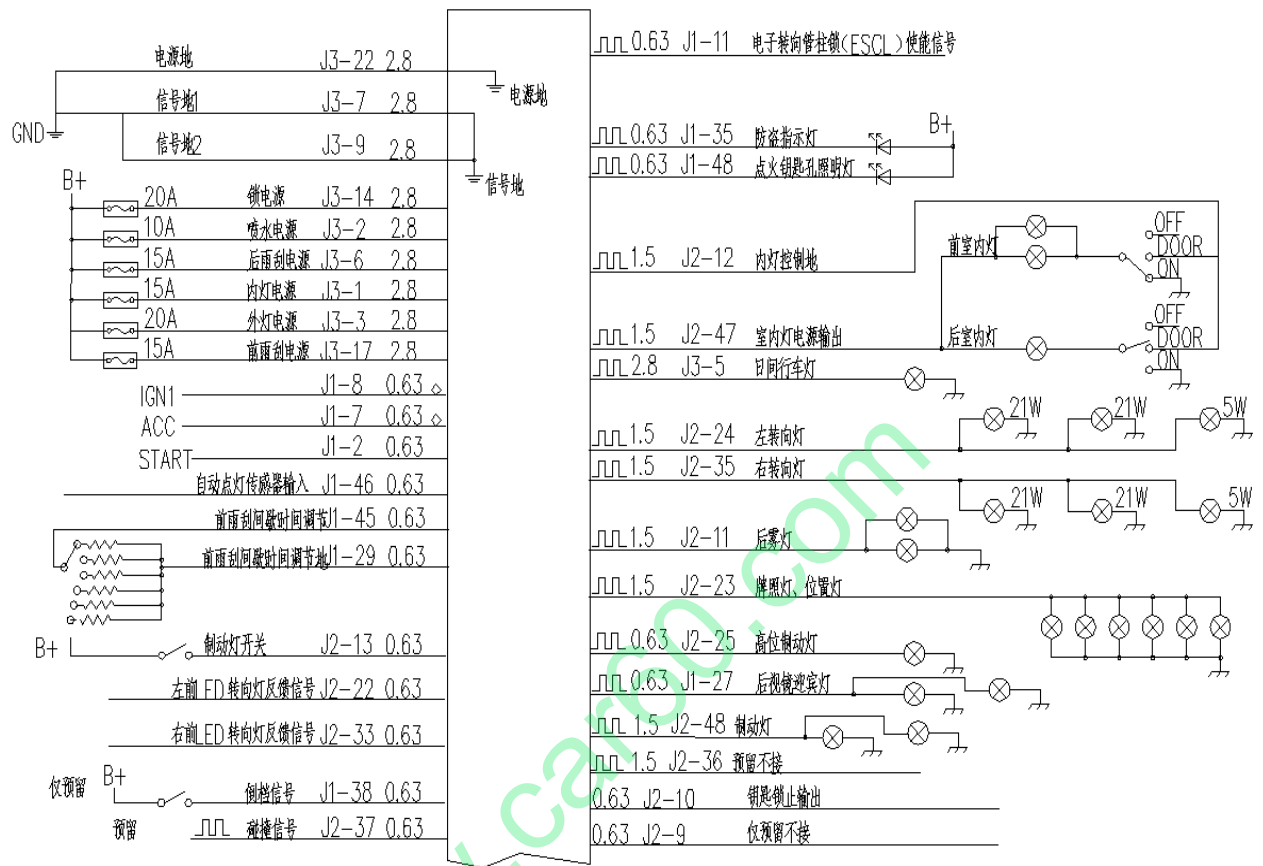 电源地 J3-22 2.8
信号地1 J3-7 2.8
GND
信号地2 J3-9 2.8
电源地
信号地
B+
20A 锁电源 J3-14 2.8
10A 喷水电源 J3-2 2.8
15A 后雨刮电源 J3-6 2.8
15A 内灯电源 J3-1 2.8
20A 外灯电源 J3-3 2.8
15A 前雨刮电源 J3-17 2.8
IGN1 J1-8 0.63
ACC J1-7 0.63
START J1-2 0.63
自动点灯传感器输入 J1-46 0.63
前雨刮间歇时间调节J1-45 0.63
前雨刮间歇时间调节地J1-29 0.63
B+ 制动灯开关 J2-13 0.63
左前 FD 转向灯反馈信号 J2-22 0.63
右前LED 转向灯反馈信号 J2-33 0.63
仅预留 B+ 倒档信号 J1-38 0.63
预留 碰撞信号 J2-37 0.63
0.63 J1-11 电子转向管柱锁(ESCL)使能信号
0.63 J1-35 防盗指示灯 B+
0.63 J1-48 点火钥匙孔照明灯
1.5 J2-12 内灯控制地
前室内灯
OFF
DOOR
ON
1.5 J2-47 室内灯电源输出
后室内灯
OFF
DOOR
ON
2.8 J3-5 日间行车灯
1.5 J2-24 左转向灯
21W 21W 5W
1.5 J2-35 右转向灯
21W 21W 5W
1.5 J2-11 后雾灯
1.5 J2-23 牌照灯、位置灯
0.63 J2-25 高位制动灯
0.63 J1-27 后视镜迎宾灯
1.5 J2-48 制动灯
1.5 J2-36 预留不接
0.63 J2-10 钥匙锁止输出
0.63 J2-9 仅预留不接